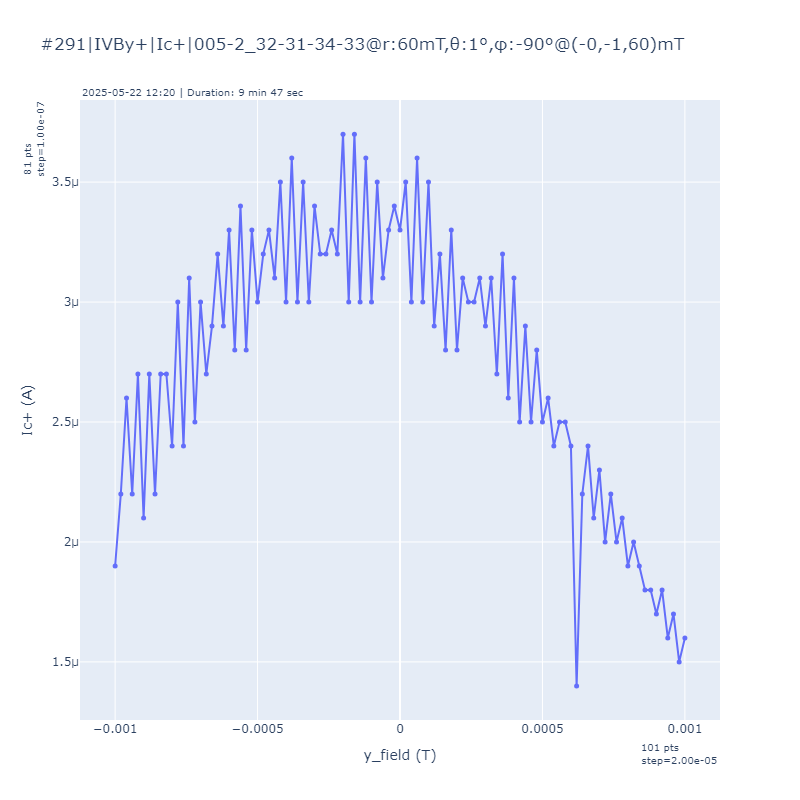 #291|IVBy+|Ic+|005-2_32-31-34-33@r:60mT,θ:1º,φ:-90º@(-0,-1,60)mT
2025-05-22 12:20 | Duration: 9 min 47 sec
81 pts
step=1.00e-07
3.5μ
3μ
2.5μ
2μ
1.5μ
Ic+ (A)
−0.001
−0.0005
0
0.0005
0.001
y_field (T)
101 pts
step=2.00e-05